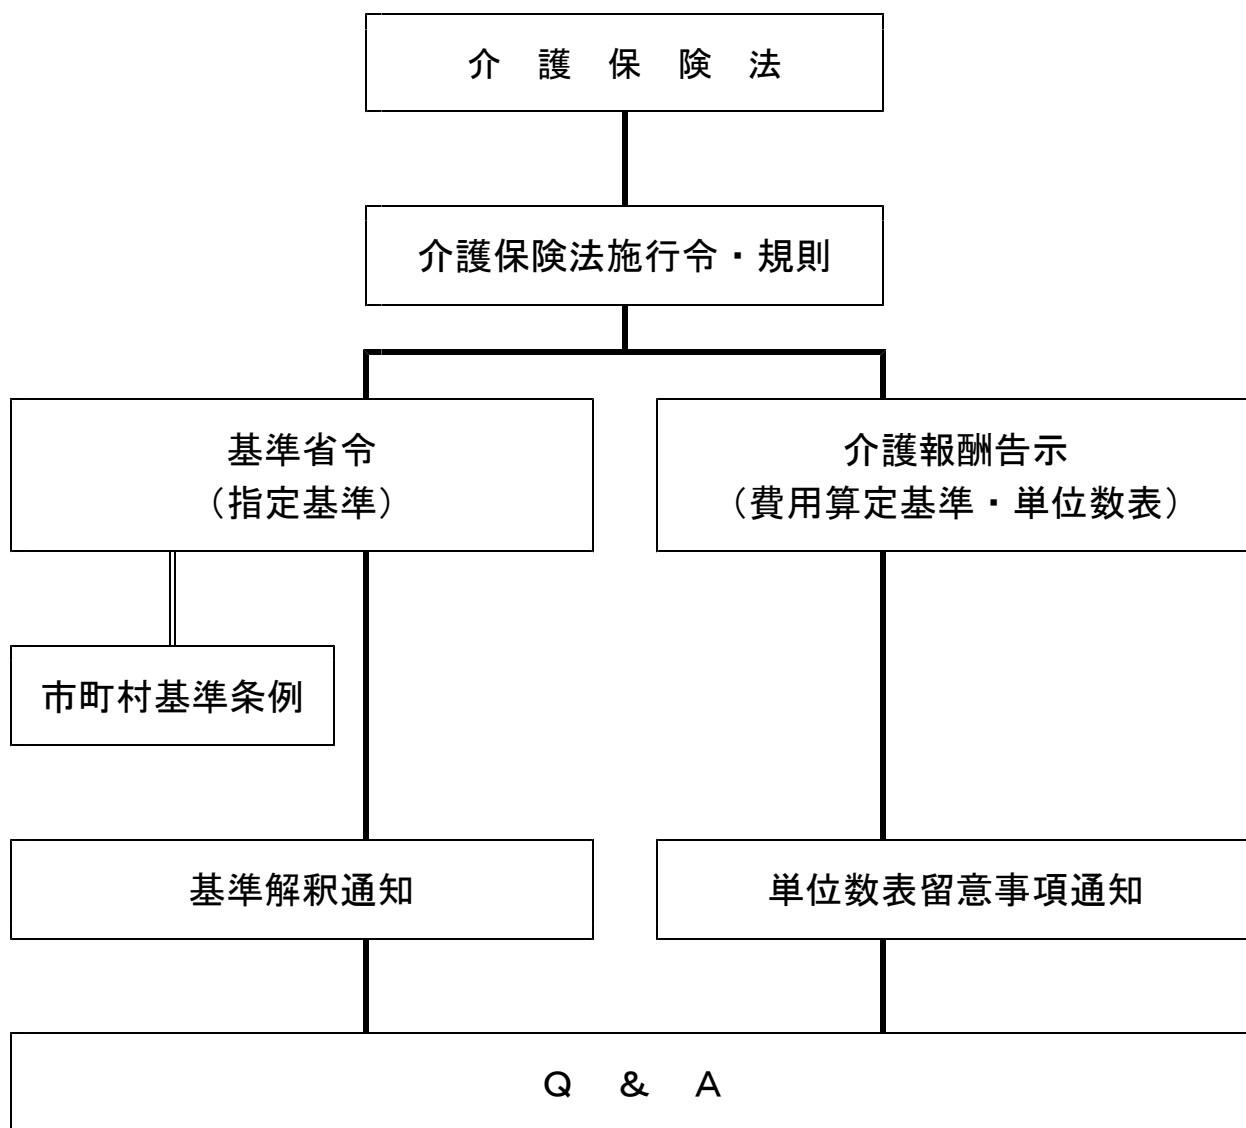 介　護　保　険　法
介護保険法施行令・規則
基準省令
（指定基準）
介護報酬告示
（費用算定基準・単位数表）
市町村基準条例
基準解釈通知
単位数表留意事項通知
Ｑ　＆　Ａ